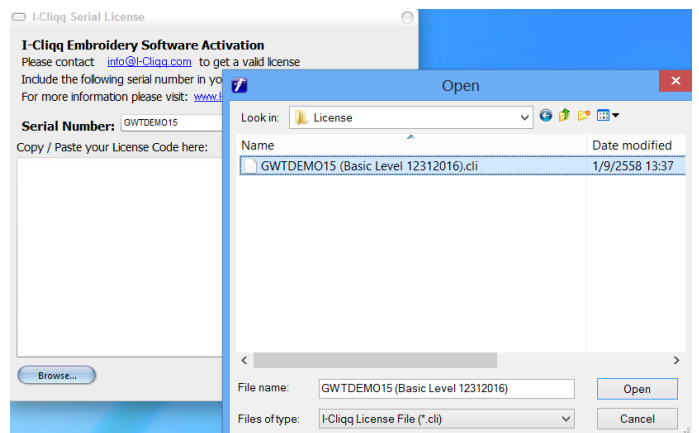 I-Cliqq Serial License
I-Cliqq Embroidery Software Activation
Please contact info@I-Cliqq.com to get a valid license
Include the following serial number in yo
For more information please visit: www.I
Serial Number: GWTDEMO15
Copy / Paste your License Code here:
Browse...
Open
Look in: License
Name Date modified
GWTDEMO15 (Basic Level 12312016).cli 1/9/2558 13:37
File name: GWTDEMO15 (Basic Level 12312016) Open
Files of type: I-Cliqq License File (*.cli) Cancel